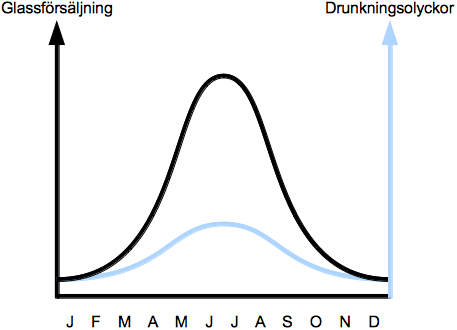 Glassförsäljning
Drunkningsolyckor
J F M A M J J A S O N D